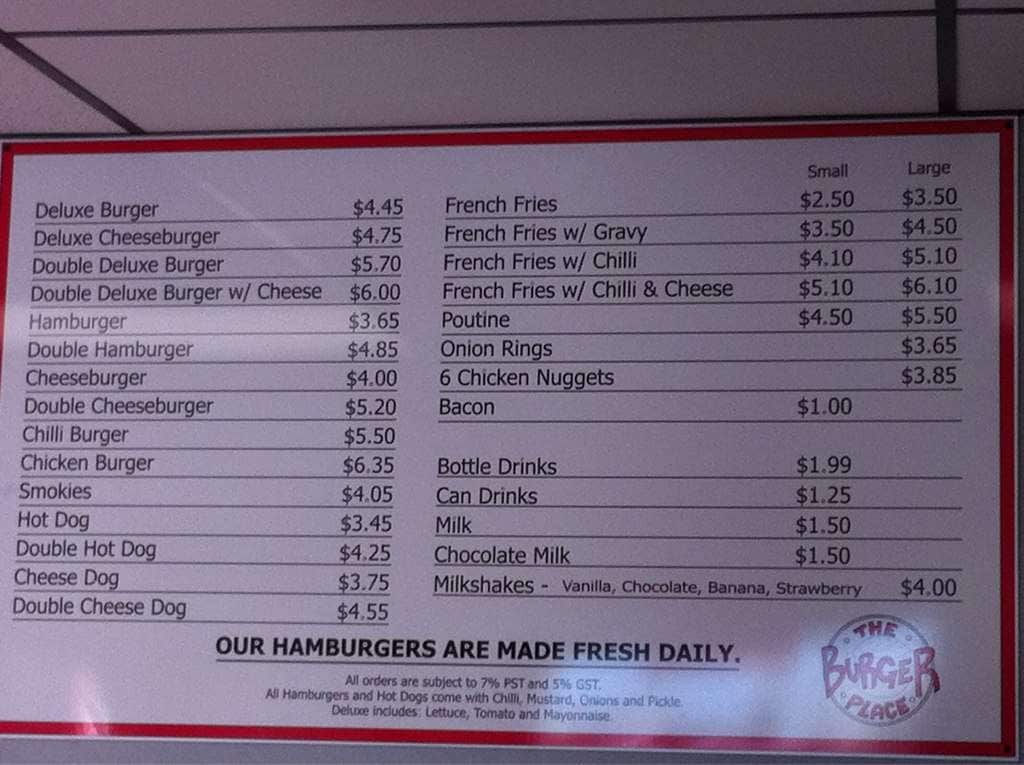 Deluxe Burger $4.45
Deluxe Cheeseburger $4.75
Double Deluxe Burger $5.70
Double Deluxe Burger w/ Cheese $6.00
Hamburger $3.65
Double Hamburger $4.85
Cheeseburger $4.00
Double Cheeseburger $5.20
Chilli Burger $5.50
Chicken Burger $6.35
Smokies $4.05
Hot Dog $3.45
Double Hot Dog $4.25
Cheese Dog $3.75
Double Cheese Dog $4.55
Small Large
French Fries $2.50 $3.50
French Fries w/ Gravy $3.50 $4.50
French Fries w/ Chilli $4.10 $5.10
French Fries w/ Chilli & Cheese $5.10 $6.10
Poutine $4.50 $5.50
Onion Rings $3.65
6 Chicken Nuggets $3.85
Bacon $1.00
Bottle Drinks $1.99
Can Drinks $1.25
Milk $1.50
Chocolate Milk $1.50
Milkshakes - Vanilla, Chocolate, Banana, Strawberry $4.00
OUR HAMBURGERS ARE MADE FRESH DAILY.
All orders are subject to 7% PST and 5% GST.
All Hamburgers and Hot Dogs come with Chilli, Mustard, Onions and Pickle.
Deluxe includes: Lettuce, Tomato and Mayonnaise.
THE
BURGER
PLACE